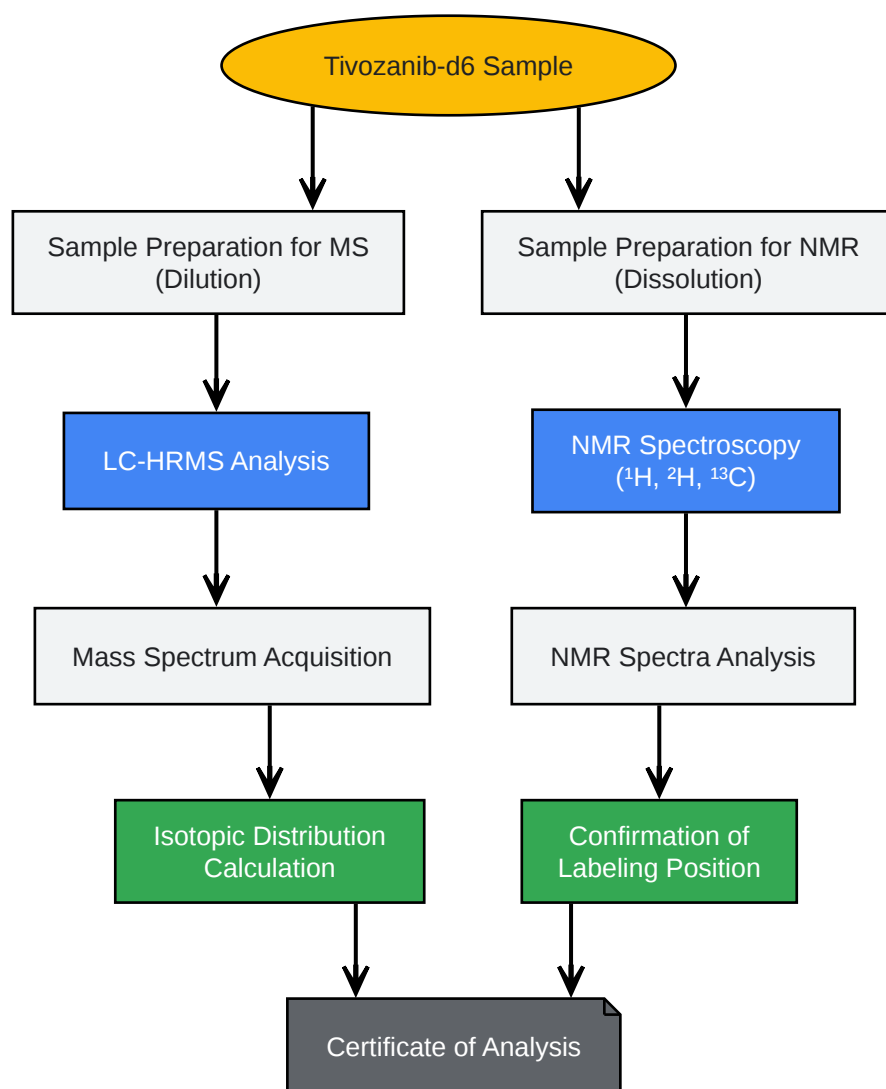 Tivozanib-d6 Sample
Sample Preparation for MS
(Dilution)
Sample Preparation for NMR
(Dissolution)
LC-HRMS Analysis
NMR Spectroscopy
(¹H, ²H, ¹³C)
Mass Spectrum Acquisition
NMR Spectra Analysis
Isotopic Distribution
Calculation
Confirmation of
Labeling Position
Certificate of Analysis